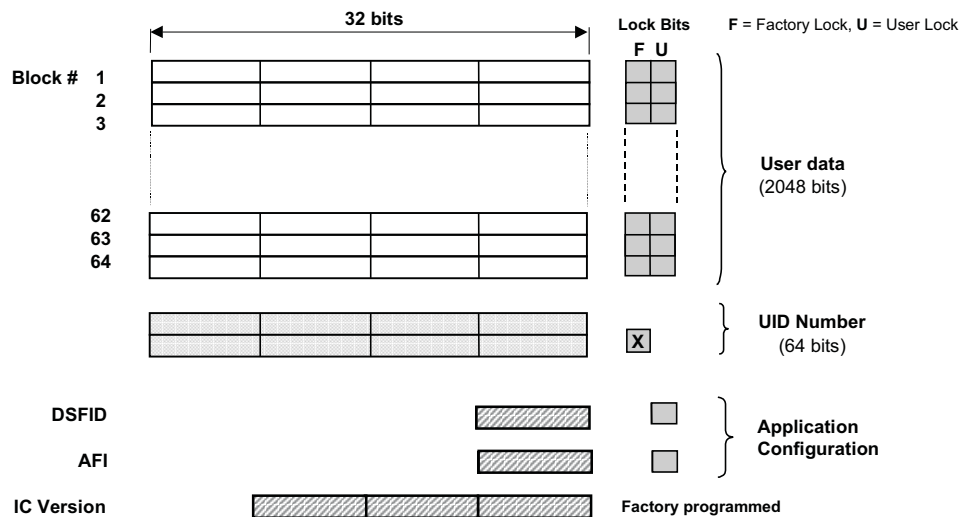 32 bits
Lock Bits
F = Factory Lock, U = User Lock
F U
Block # 1
2
3
User data
(2048 bits)
62
63
64
UID Number
(64 bits)
X
DSFID
Application
Configuration
AFI
IC Version
Factory programmed